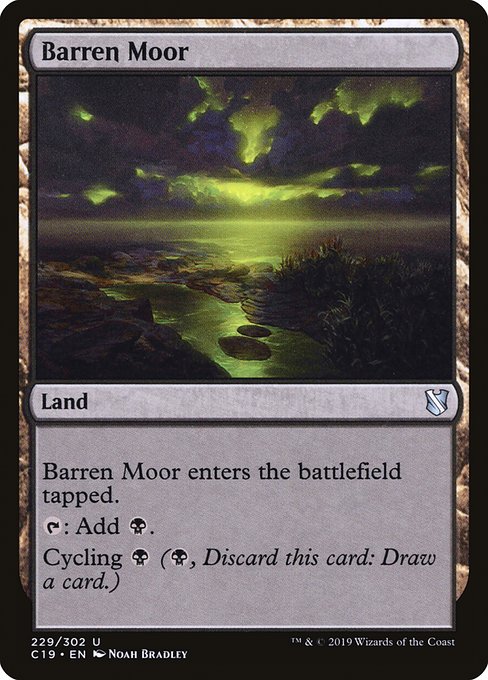 Barren Moor
Land
Barren Moor enters the battlefield
tapped.
: Add .
Cycling (, Discard this card: Draw
a card.)
229/302 U
C19 • EN Noah Bradley
™ & © 2019 Wizards of the Coast